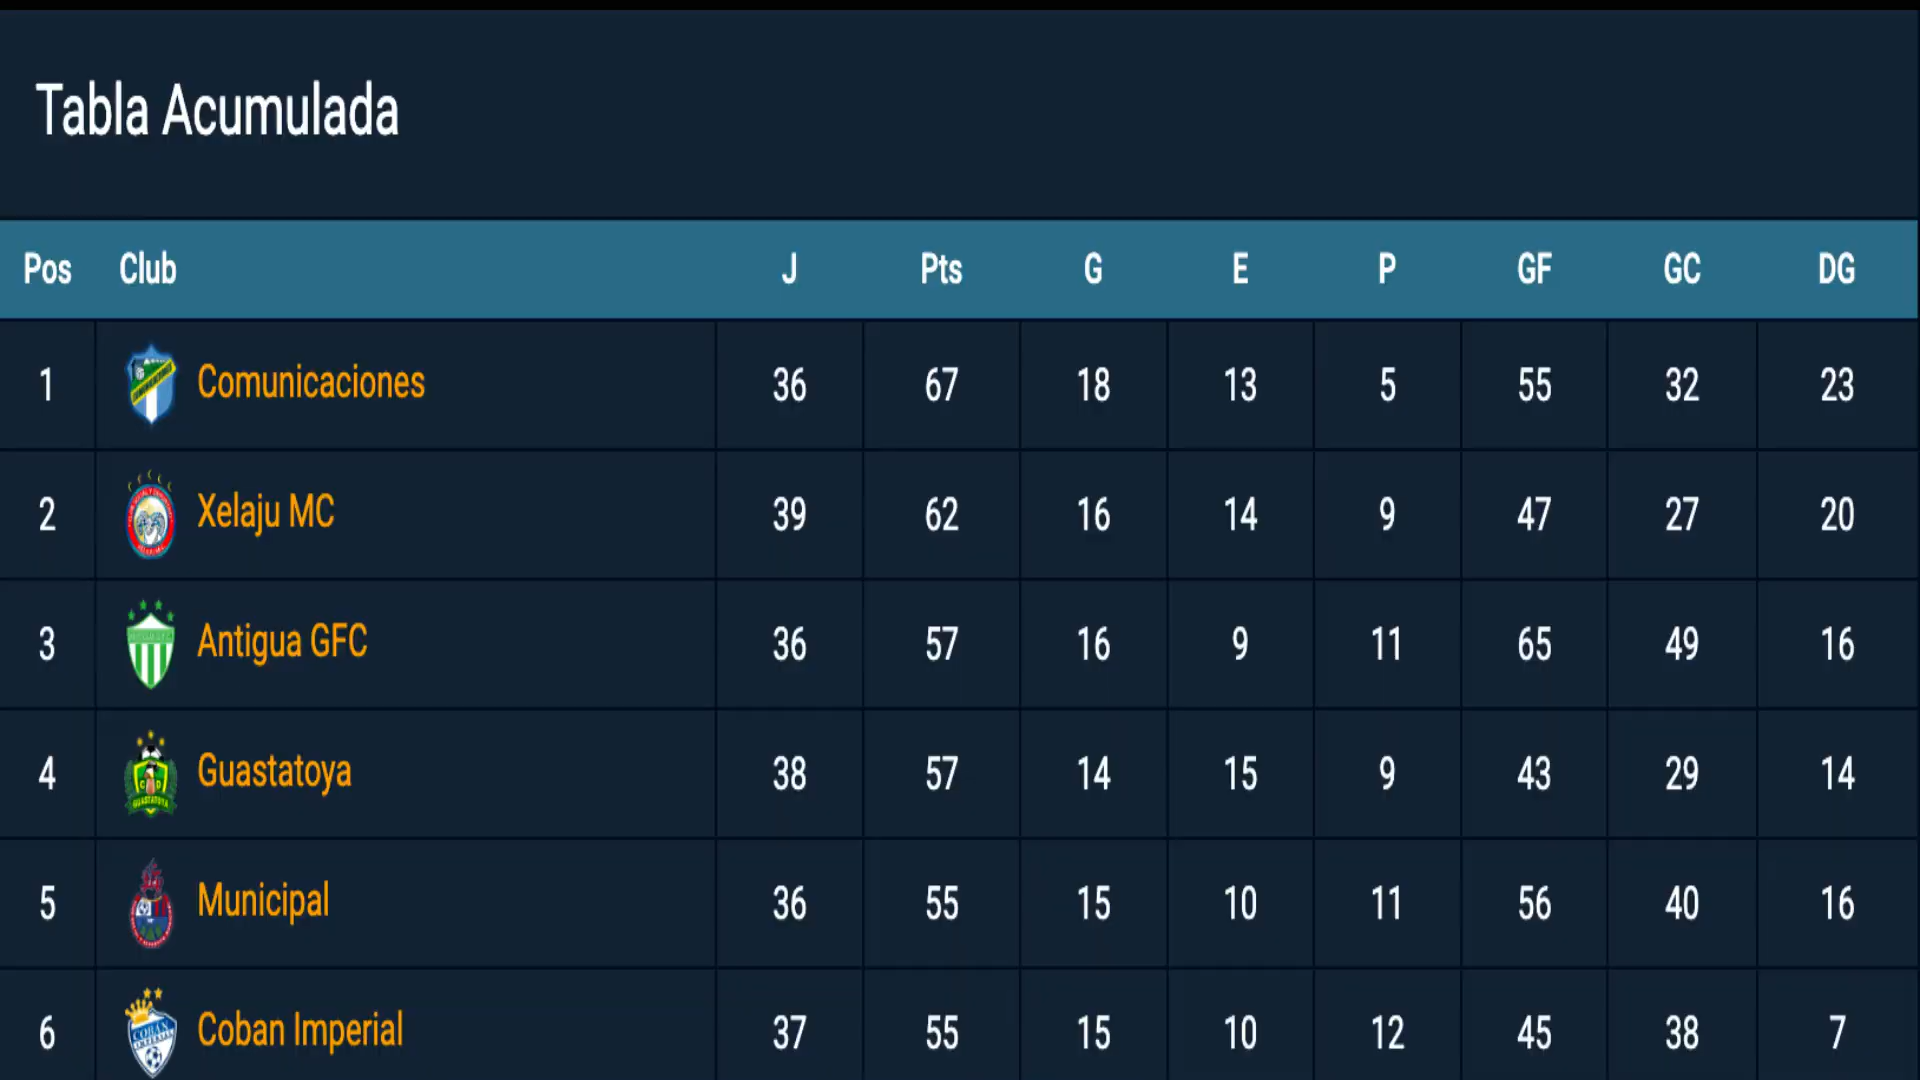 Tabla Acumulada
Pos Club J Pts G E P GF GC DG
1 Comunicaciones 36 67 18 13 5 55 32 23
2 Xelaju MC 39 62 16 14 9 47 27 20
3 Antigua GFC 36 57 16 9 11 65 49 16
4 Guastatoya 38 57 14 15 9 43 29 14
5 Municipal 36 55 15 10 11 56 40 16
6 Coban Imperial 37 55 15 10 12 45 38 7